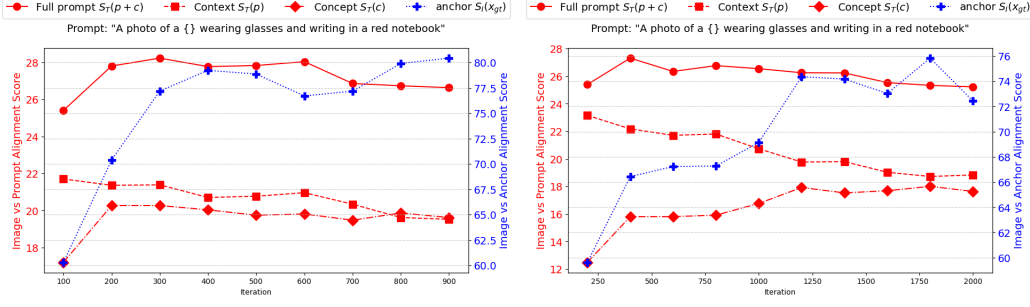 Full prompt S_T(p + c) Context S_T(p) Concept S_T(c) anchor S_I(x_gt)
Prompt: "A photo of a {} wearing glasses and writing in a red notebook"
Image vs Prompt Alignment Score
28
26
24
22
20
18
80.0
77.5
75.0
72.5
70.0
67.5
65.0
62.5
60.0
Image vs Anchor Alignment Score
100 200 300 400 500 600 700 800 900
Iteration
Full prompt S_T(p + c) Context S_T(p) Concept S_T(c) anchor S_I(x_gt)
Prompt: "A photo of a {} wearing glasses and writing in a red notebook"
Image vs Prompt Alignment Score
28
26
24
22
20
18
16
14
12
76
74
72
70
68
66
64
62
60
Image vs Anchor Alignment Score
250 500 750 1000 1250 1500 1750 2000
Iteration